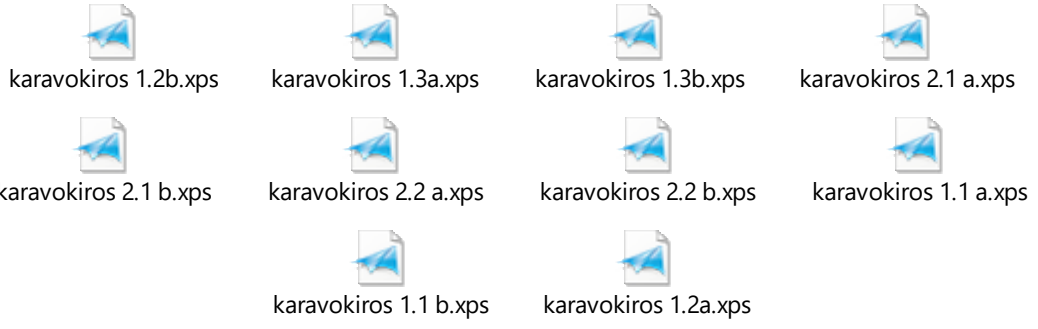 karavokiros 1.2b.xps karavokiros 1.3a.xps karavokiros 1.3b.xps karavokiros 2.1 a.xps
karavokiros 2.1 b.xps karavokiros 2.2 a.xps karavokiros 2.2 b.xps karavokiros 1.1 a.xps
karavokiros 1.1 b.xps karavokiros 1.2a.xps